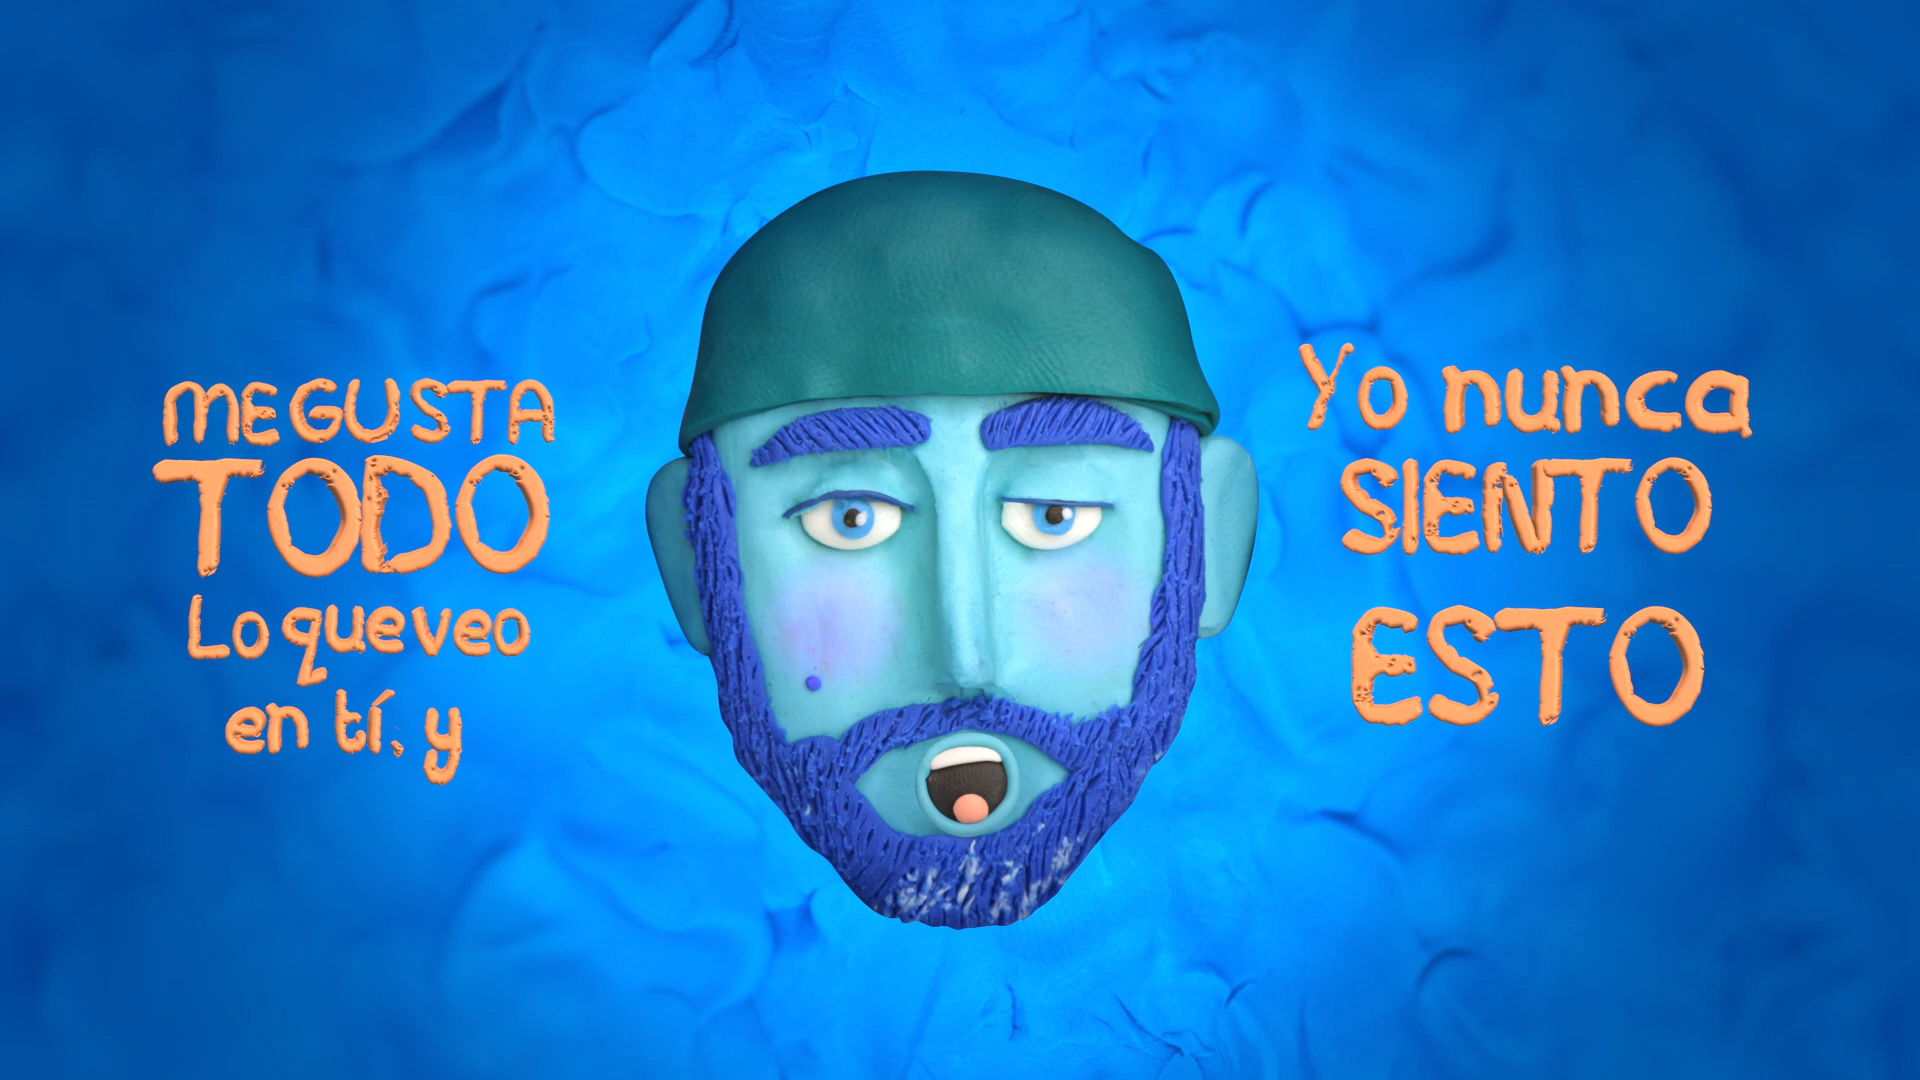 ME GUSTA
TODO
Lo que veo
en tí, y
Yo nunca
SIENTO
ESTO